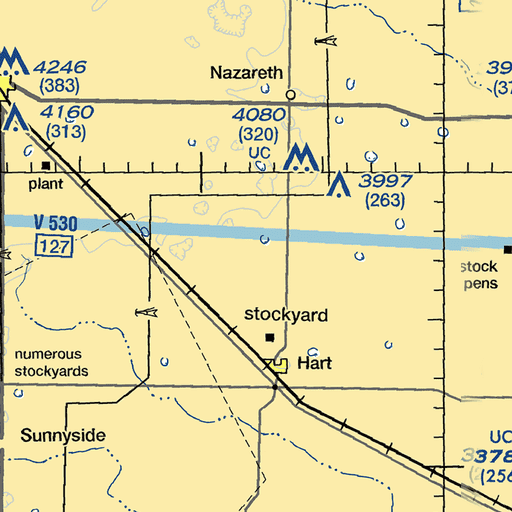 4246
(383)
Nazareth
4160
(313)
4080
(320)
UC
3997
(263)
plant
V 530
127
stock
pens
stockyard
Hart
numerous
stockyards
Sunnyside
UC